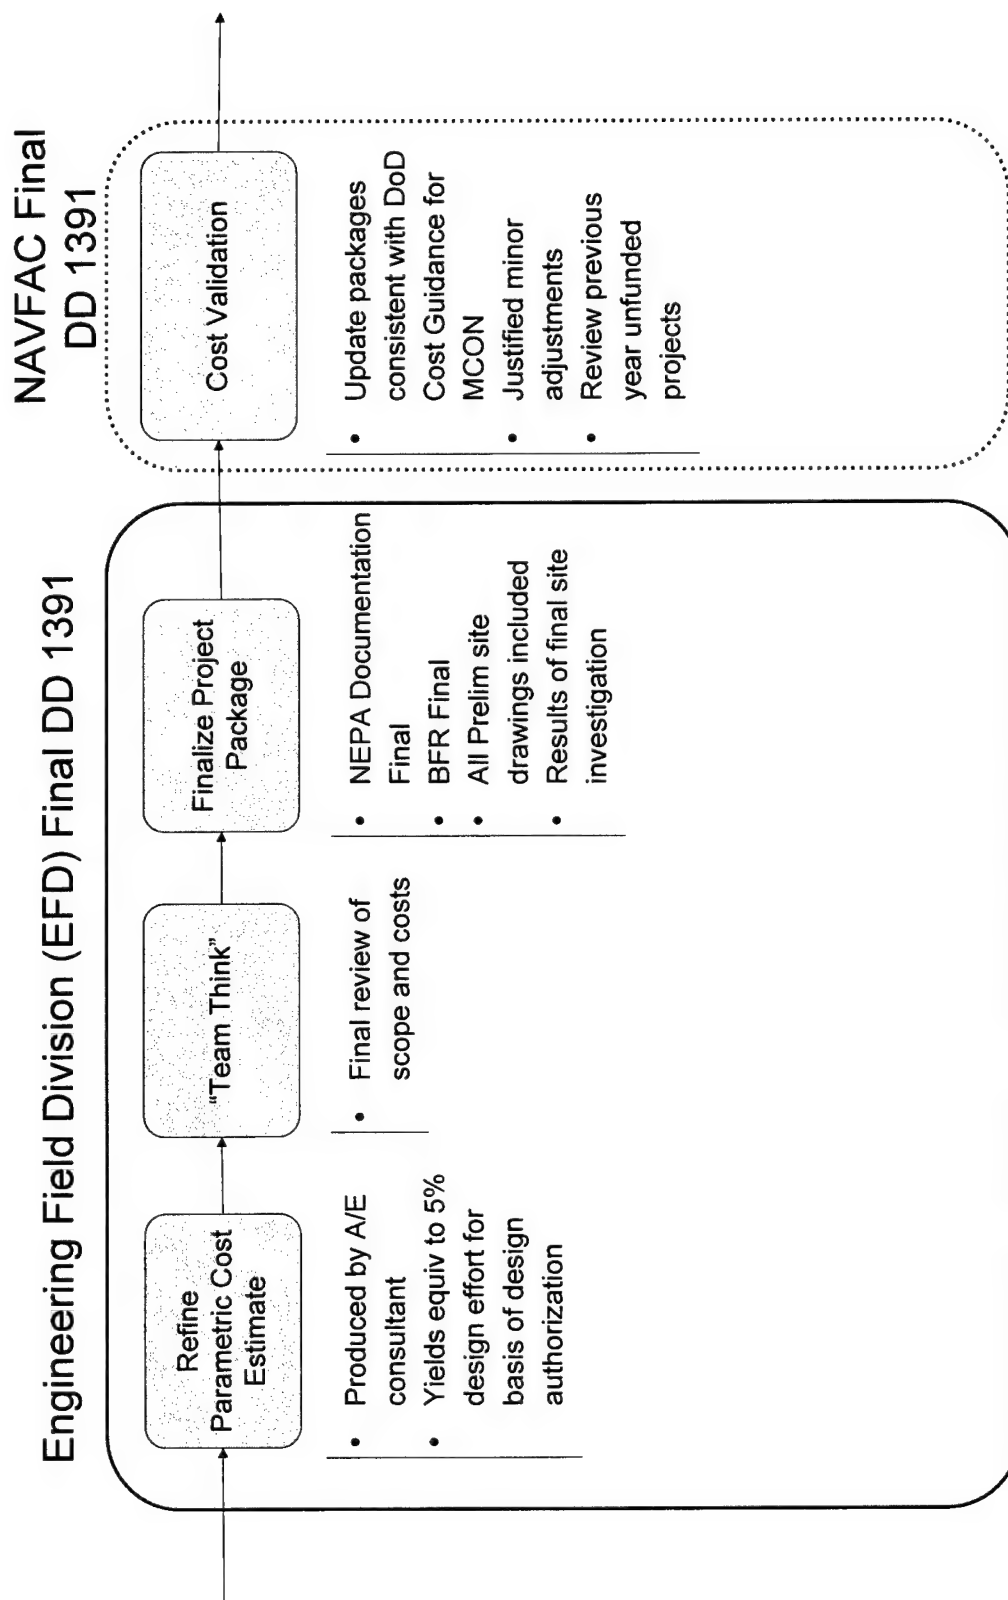 Engineering Field Division (EFD) Final DD 1391
Refine
Parametric Cost
Estimate
• Produced by A/E
consultant
• Yields equiv to 5%
design effort for
basis of design
authorization
“Team Think”
• Final review of
scope and costs
Finalize Project
Package
• NEPA Documentation
Final
• BFR Final
• All Prelim site
drawings included
• Results of final site
investigation
NAVFAC Final
DD 1391
Cost Validation
• Update packages
consistent with DoD
Cost Guidance for
MCON
• Justified minor
adjustments
• Review previous
year unfunded
projects